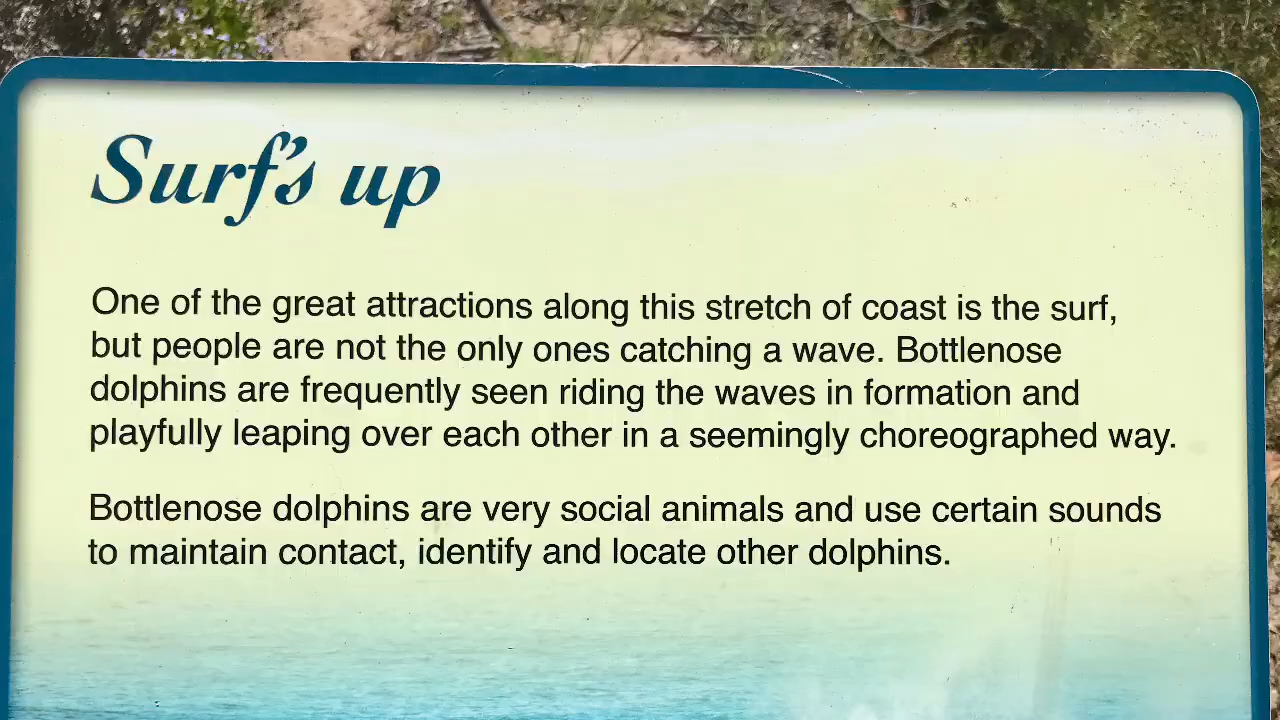 Surf's up
One of the great attractions along this stretch of coast is the surf,
but people are not the only ones catching a wave. Bottlenose
dolphins are frequently seen riding the waves in formation and
playfully leaping over each other in a seemingly choreographed way.
Bottlenose dolphins are very social animals and use certain sounds
to maintain contact, identify and locate other dolphins.